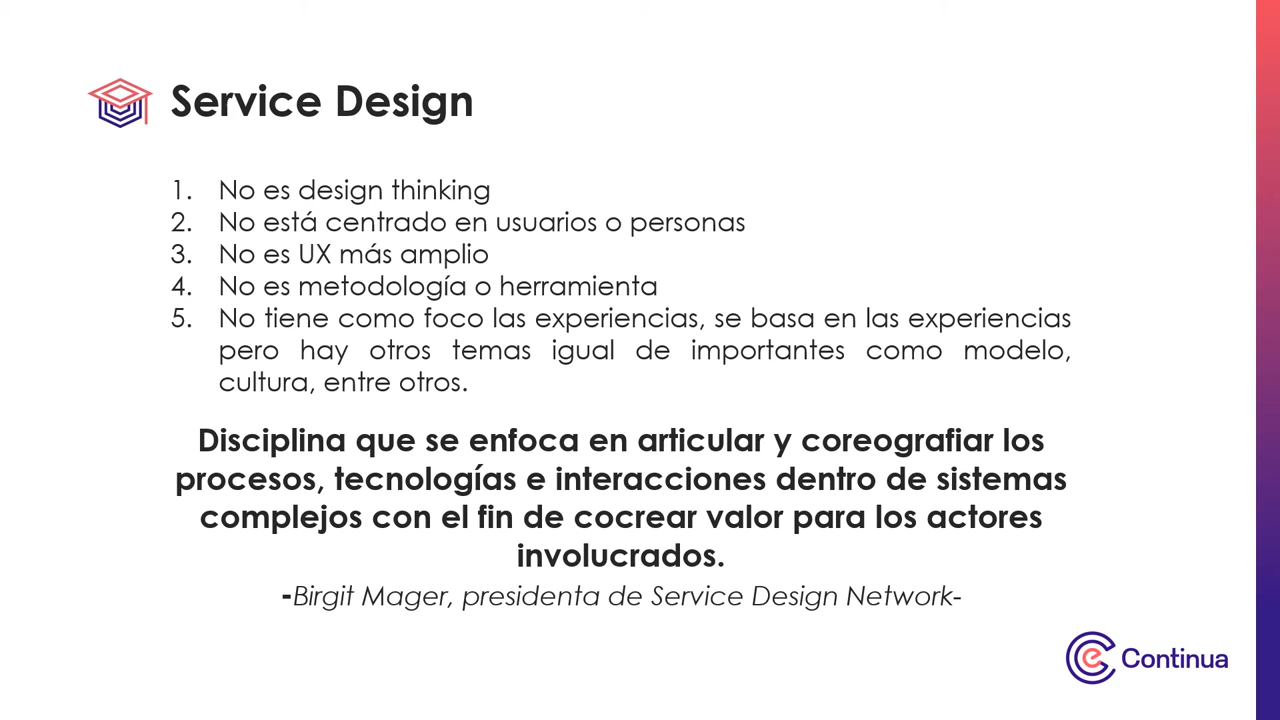 Service Design
1. No es design thinking
2. No está centrado en usuarios o personas
3. No es UX más amplio
4. No es metodología o herramienta
5. No tiene como foco las experiencias, se basa en las experiencias
pero hay otros temas igual de importantes como modelo,
cultura, entre otros.
Disciplina que se enfoca en articular y coreografiar los
procesos, tecnologías e interacciones dentro de sistemas
complejos con el fin de cocrear valor para los actores
involucrados.
-Birgit Mager, presidenta de Service Design Network-
e Continua